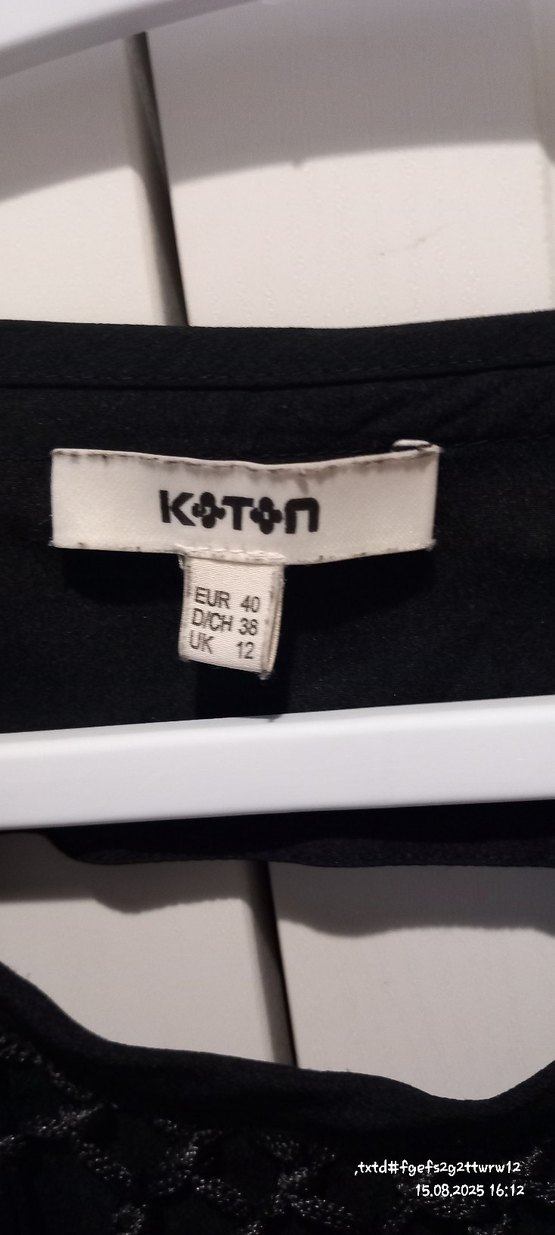 KOTON
EUR 40
D/CH 38
UK 12
,txtd#fgefs2g2ttwrw12
15.08.2025 16:12